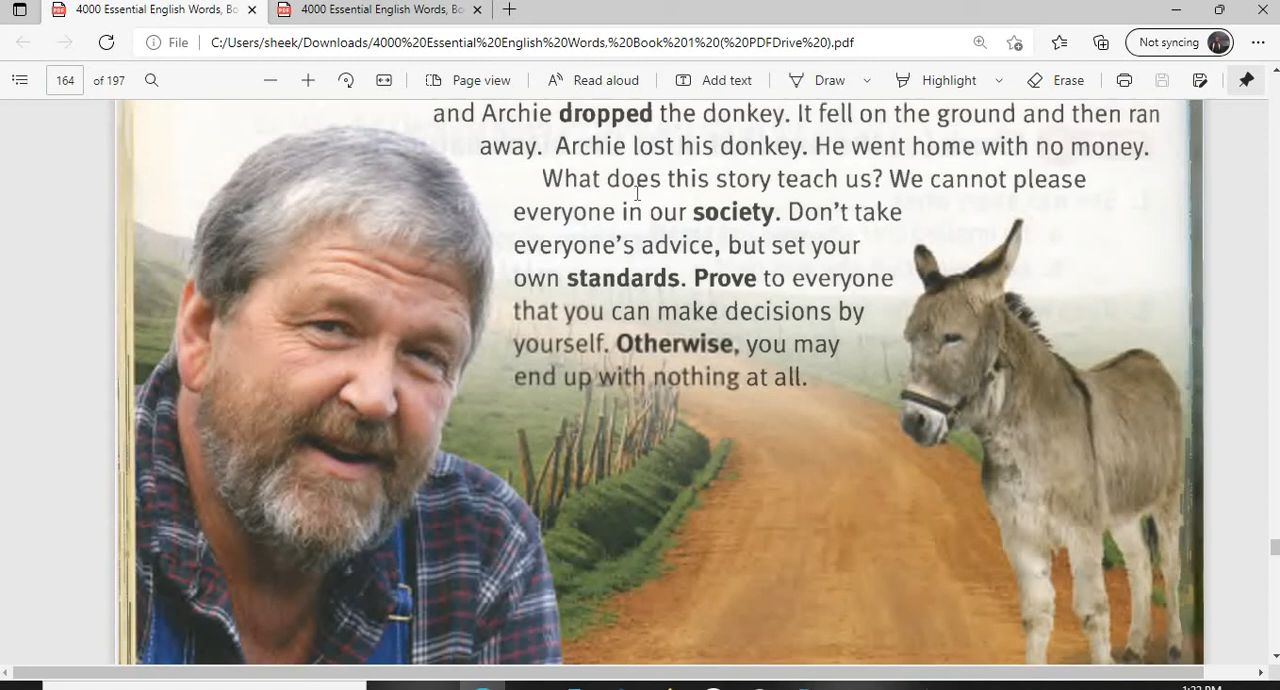 4000 Essential English Words, Bo
4000 Essential English Words, Bo
File
C:/Users/sheek/Downloads/4000%20Essential%20English%20Words,%20Book%201%20(%20PDFDrive%20).pdf
Not syncing
164 of 197
Page view
Read aloud
Add text
Draw
Highlight
Erase
and Archie dropped the donkey. It fell on the ground and then ran
away. Archie lost his donkey. He went home with no money.
What does this story teach us? We cannot please
everyone in our society. Don't take
everyone's advice, but set your
own standards. Prove to everyone
that you can make decisions by
yourself. Otherwise, you may
end up with nothing at all.